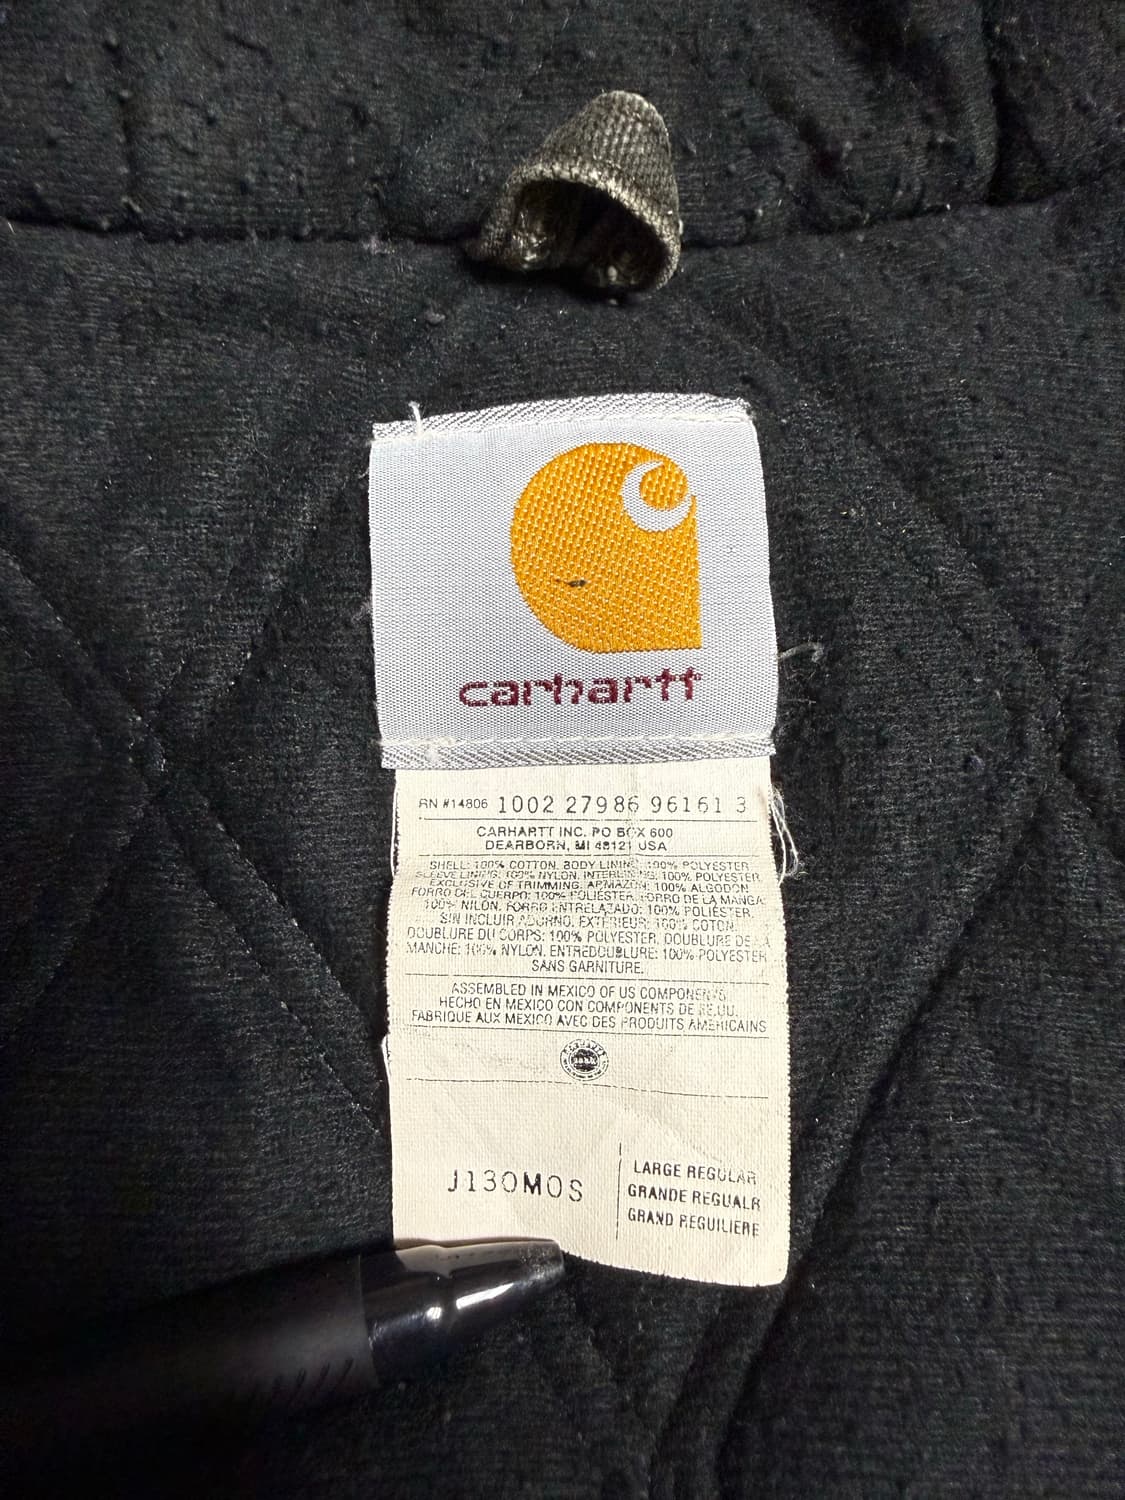 carhartt
RN #14806 1002 27986 96161 3
CARHARTT INC. PO BOX 600
DEARBORN, MI 48121 USA
SHELL: 100% COTTON. BODY LINING: 100% POLYESTER
SLEEVE LINING: 100% NYLON. INTERLINING: 100% POLYESTER
EXCLUSIVE OF TRIMMING. ARMAZON: 100% ALGODON
FORRO DEL CUERPO: 100% POLIESTER. FORRO DE LA MANGA:
100% NILON. FORRO ENTRELAZADO: 100% POLIESTER.
SIN INCLUIR ADORNO. EXTERIEUR: 100% COTON.
DOUBLURE DU CORPS: 100% POLYESTER. DOUBLURE DE LA
MANCHE: 100% NYLON. ENTREDOUBLURE: 100% POLYESTER
SANS GARNITURE.
ASSEMBLED IN MEXICO OF US COMPONENTS
HECHO EN MEXICO CON COMPONENTES DE EE.UU.
FABRIQUE AUX MEXICO AVEC DES PRODUITS AMERICAINS
J130MOS
LARGE REGULAR
GRANDE REGUALR
GRAND REGUILIERE